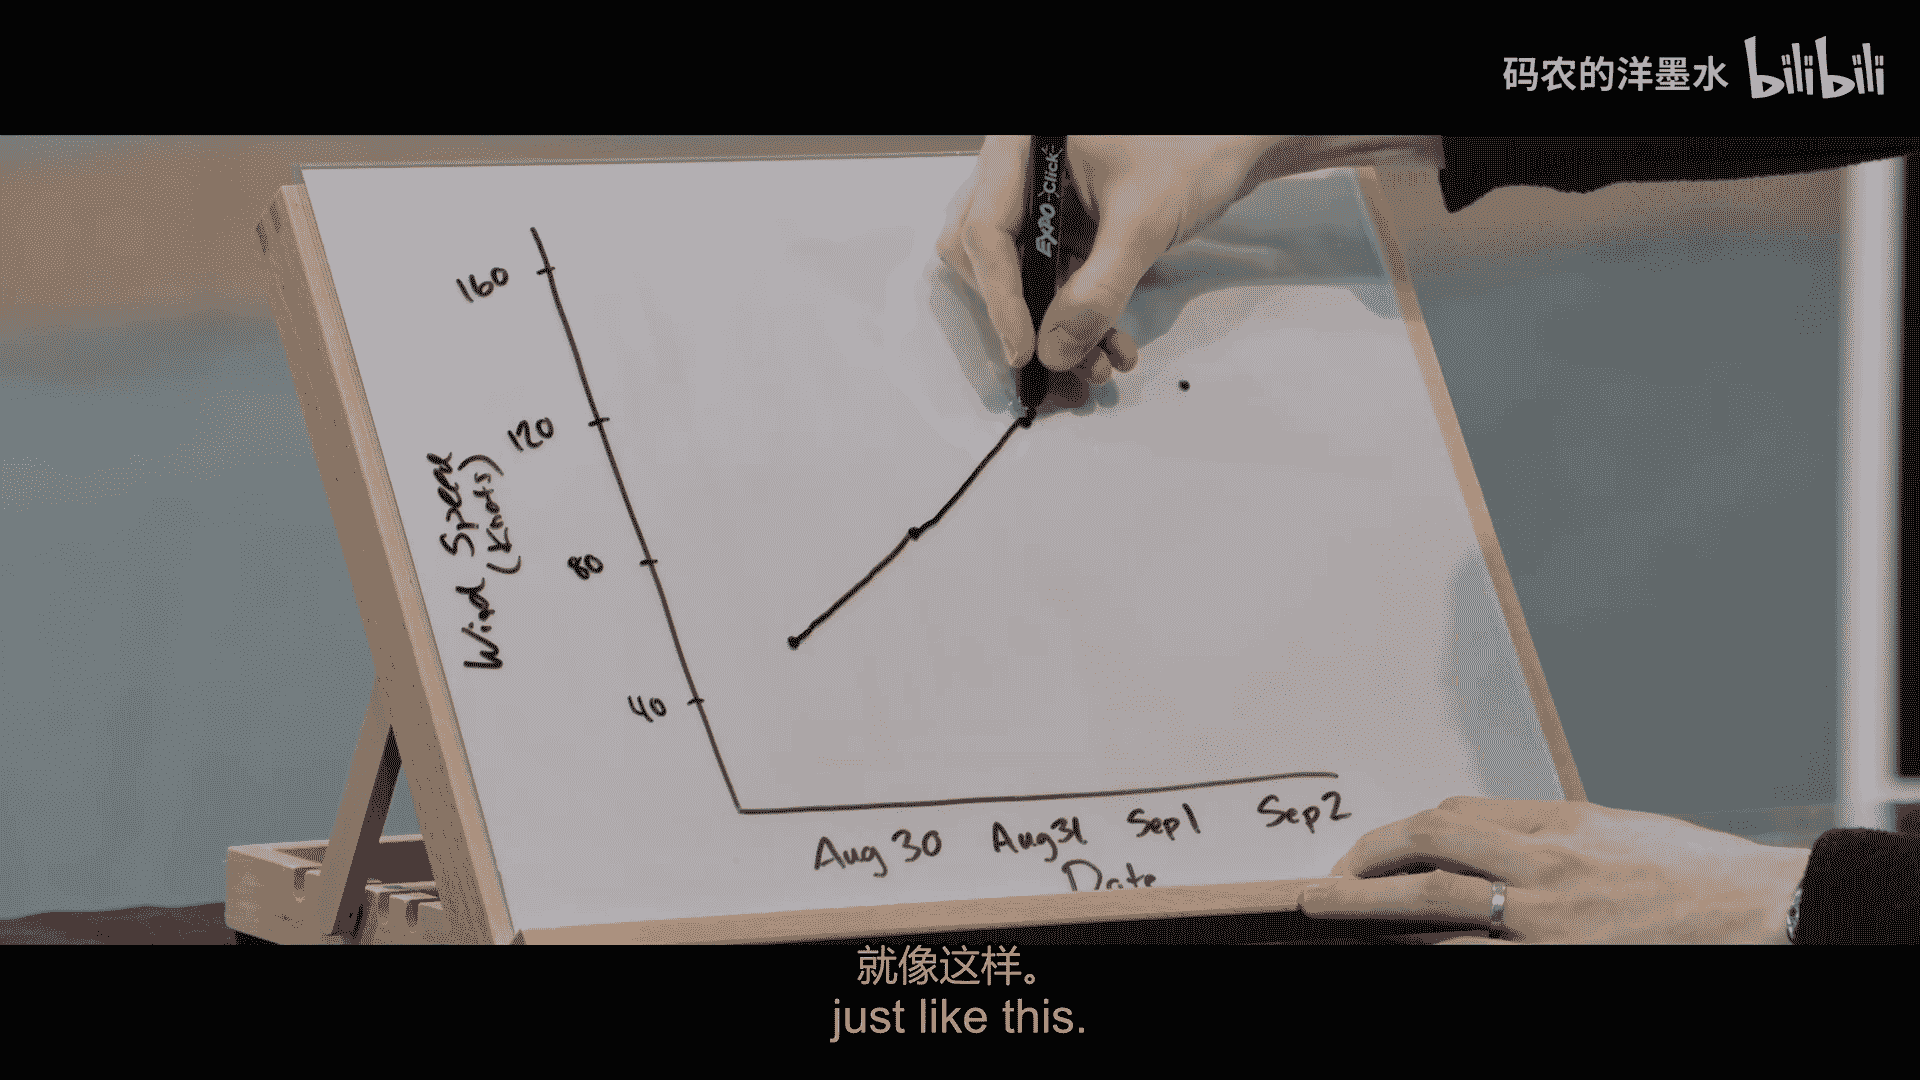 码农的洋墨水 bilibili
EXPO Click
160
120
80
40
Wind Speed
(Knots)
Aug 30 Aug 31 Sep 1 Sep 2
Date
就像这样。
just like this.